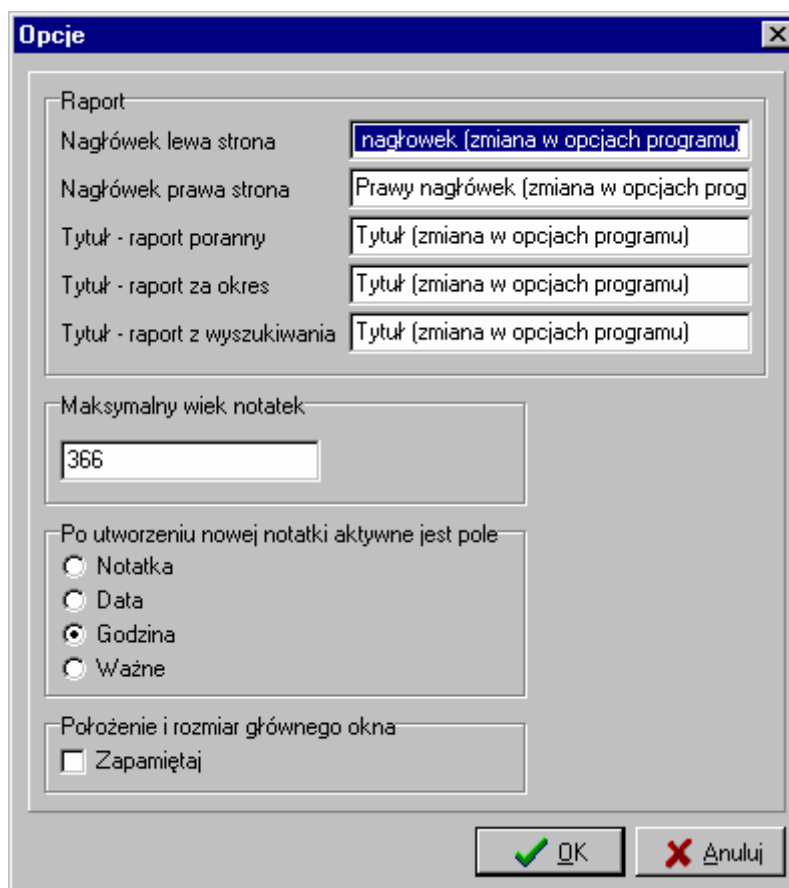 Opcje
Raport
Nagłówek lewa strona nagłowek (zmiana w opcjach programu)
Nagłówek prawa strona Prawy nagłówek (zmiana w opcjach prog
Tytuł - raport poranny Tytuł (zmiana w opcjach programu)
Tytuł - raport za okres Tytuł (zmiana w opcjach programu)
Tytuł - raport z wyszukiwania Tytuł (zmiana w opcjach programu)
Maksymalny wiek notatek
366
Po utworzeniu nowej notatki aktywne jest pole
Notatka
Data
Godzina
Ważne
Położenie i rozmiar głównego okna
Zapamiętaj
OK Anuluj